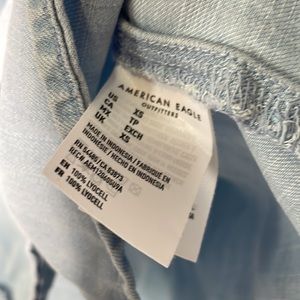 AMERICAN EAGLE
OUTFITTERS
US XS
CA TP
MX EXCH
UK XS
MADE IN INDONESIA / FABRIQUÉ EN
INDONÉSIE / HECHO EN INDONESIA
RN 54485 / CA 03873
EN 100% LYOCELL
FR 100% LYOCELL